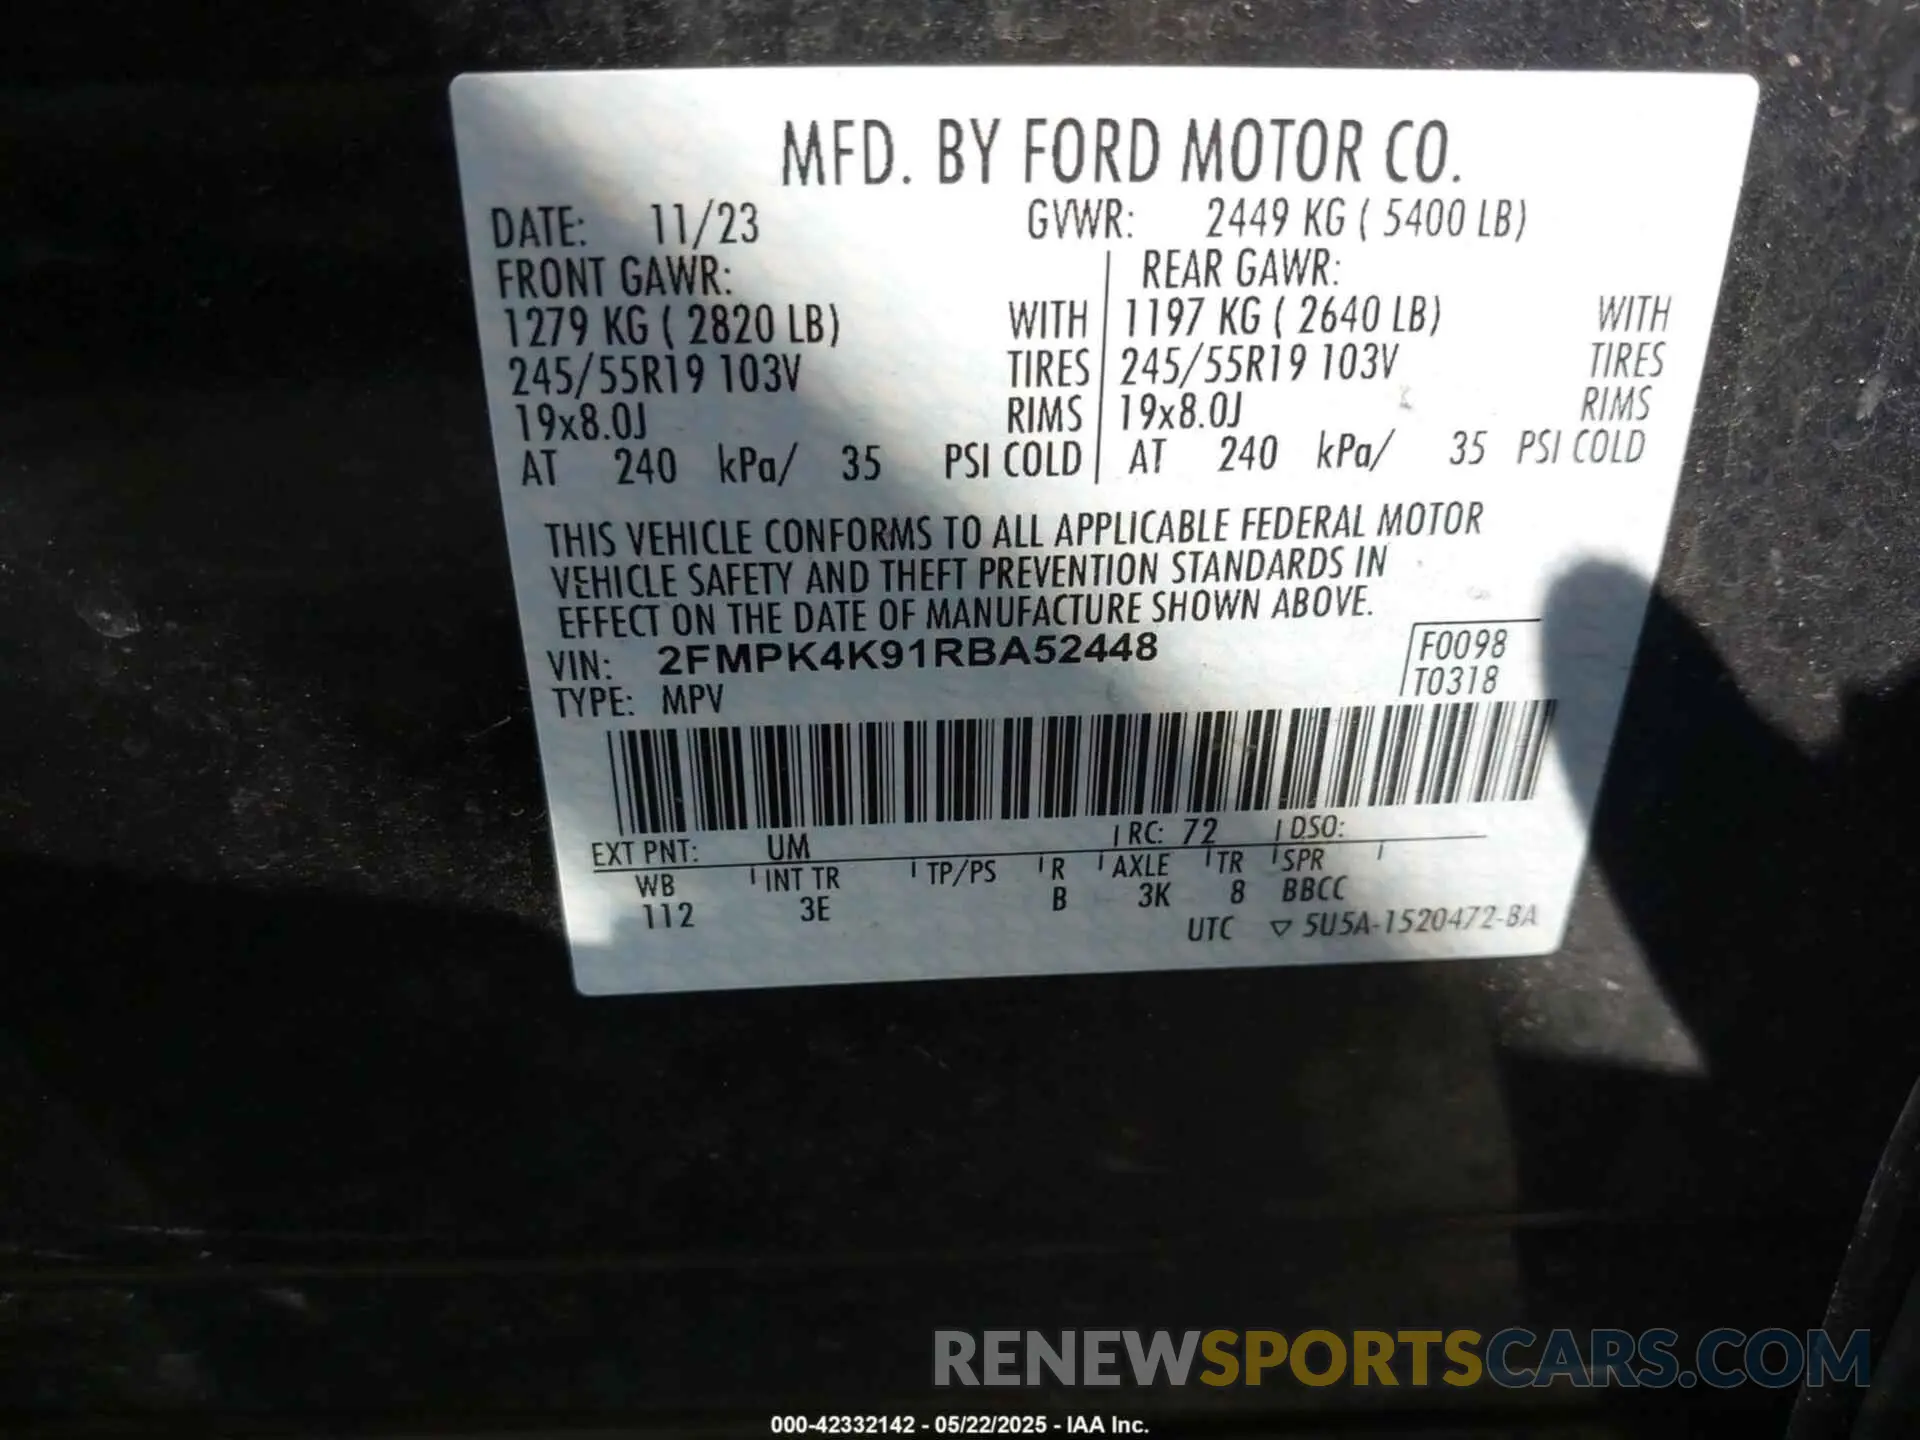 MFD. BY FORD MOTOR CO.
DATE: 11/23 GVWR: 2449 KG ( 5400 LB)
FRONT GAWR: REAR GAWR:
1279 KG ( 2820 LB) WITH 1197 KG ( 2640 LB) WITH
245/55R19 103V TIRES 245/55R19 103V TIRES
19x8.0J RIMS 19x8.0J RIMS
AT 240 kPa/ 35 PSI COLD AT 240 kPa/ 35 PSI COLD
THIS VEHICLE CONFORMS TO ALL APPLICABLE FEDERAL MOTOR
VEHICLE SAFETY AND THEFT PREVENTION STANDARDS IN
EFFECT ON THE DATE OF MANUFACTURE SHOWN ABOVE.
VIN: 2FMPK4K91RBA52448 F0098
TYPE: MPV T0318
EXT PNT: UM RC: 72 DSO:
WB INT TR TP/PS R AXLE TR SPR
112 3E B 3K 8 BBCC
UTC ▽ 5U5A-1520472-BA
RENEWSPORTSCARS.COM
000-42332142 - 05/22/2025 - IAA Inc.